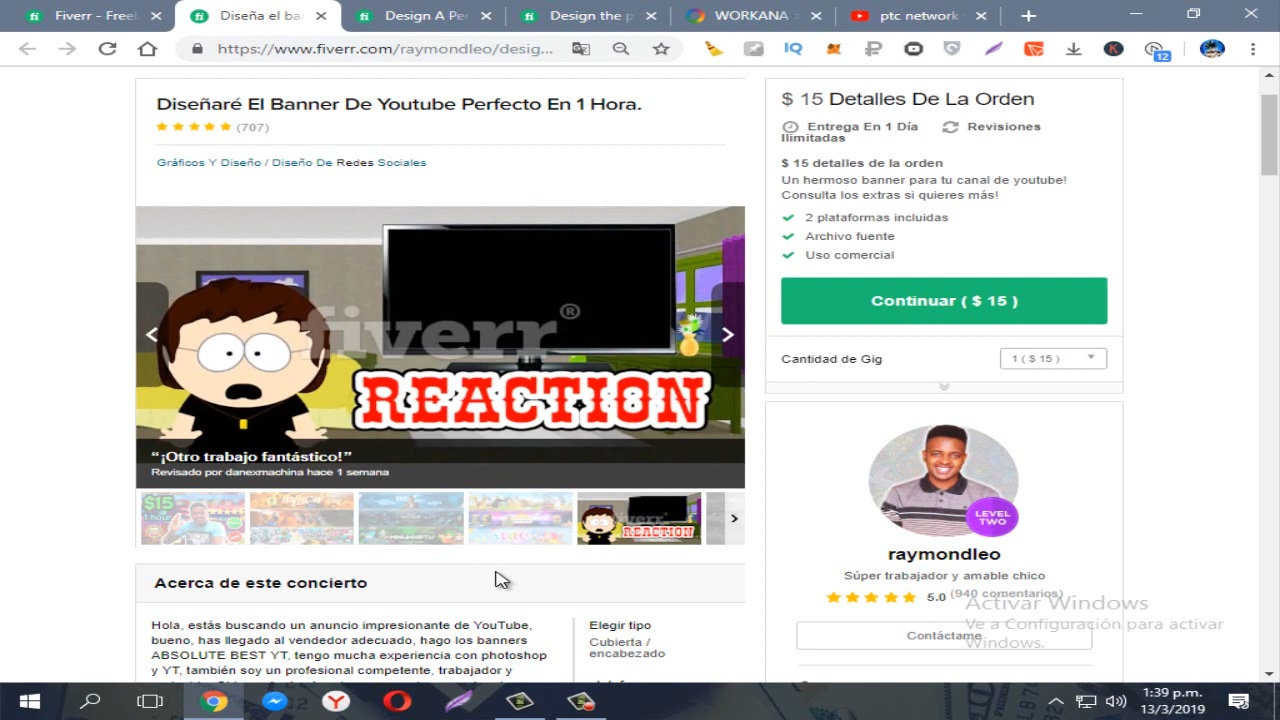 Fiverr - Freel
Diseña el ba
Design A Pe
Design the p
WORKANA
ptc network
https://www.fiverr.com/raymondleo/desig...
IQ
K
12
Diseñaré El Banner De Youtube Perfecto En 1 Hora.
(707)
Gráficos Y Diseño / Diseño De Redes Sociales
fiverr®
REACTION
“¡Otro trabajo fantástico!”
Revisado por danexmachina hace 1 semana
$15
REACTION
Acerca de este concierto
Hola, estás buscando un anuncio impresionante de YouTube,
bueno, has llegado al vendedor adecuado, hago los banners
ABSOLUTE BEST YT, tengo mucha experiencia con photoshop
y YT, también soy un profesional competente, trabajador y
Elegir tipo
Cubierta /
encabezado
$ 15 Detalles De La Orden
Entrega En 1 Día Revisiones
Ilimitadas
$ 15 detalles de la orden
Un hermoso banner para tu canal de youtube!
Consulta los extras si quieres más!
2 plataformas incluidas
Archivo fuente
Uso comercial
Continuar ( $ 15 )
Cantidad de Gig
1 ( $ 15 )
LEVEL
TWO
raymondleo
Súper trabajador y amable chico
5.0 (940 comentarios)
Contáctame
Activar Windows
Ve a Configuración para activar
Windows.
1:39 p.m.
13/3/2019